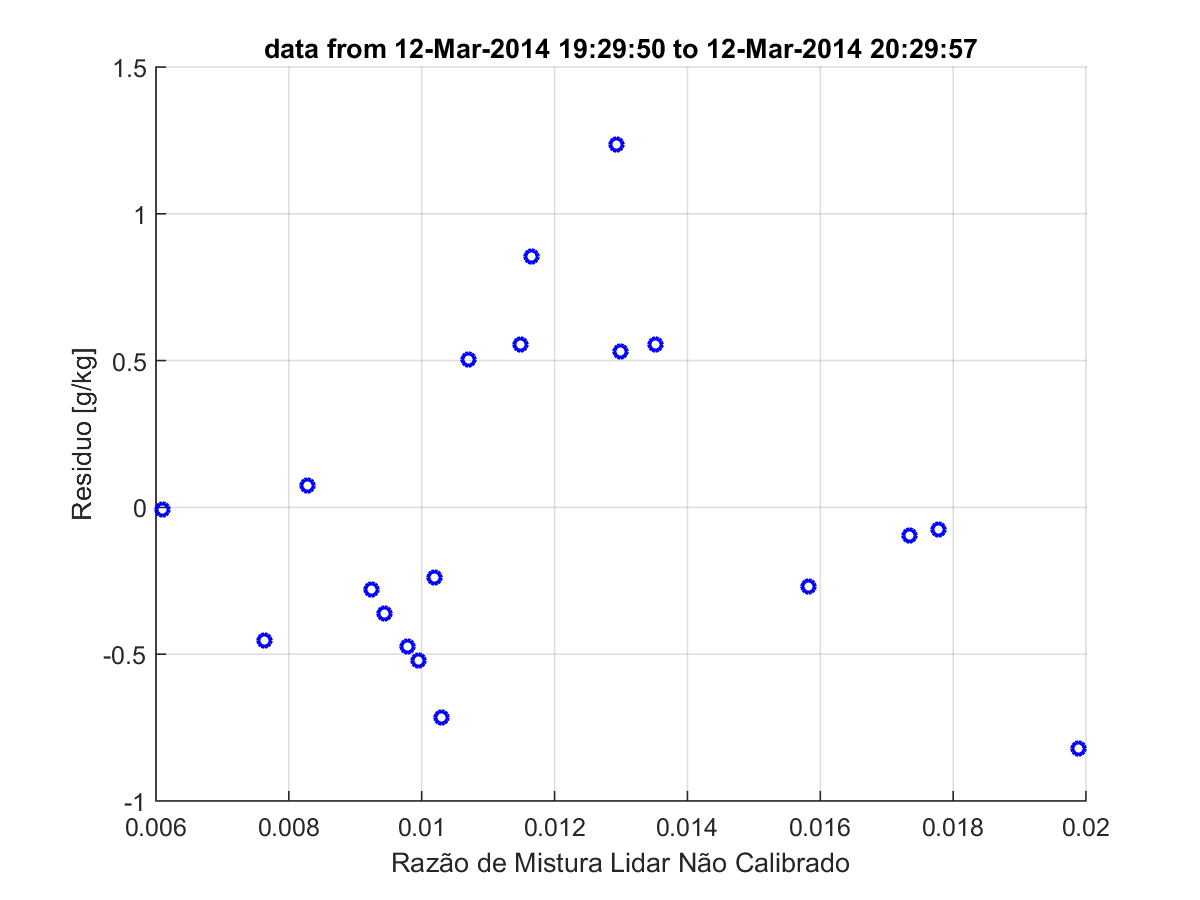 data from 12-Mar-2014 19:29:50 to 12-Mar-2014 20:29:57
1.5
1
0.5
0
-0.5
-1
Residuo [g/kg]
0.006 0.008 0.01 0.012 0.014 0.016 0.018 0.02
Razão de Mistura Lidar Não Calibrado